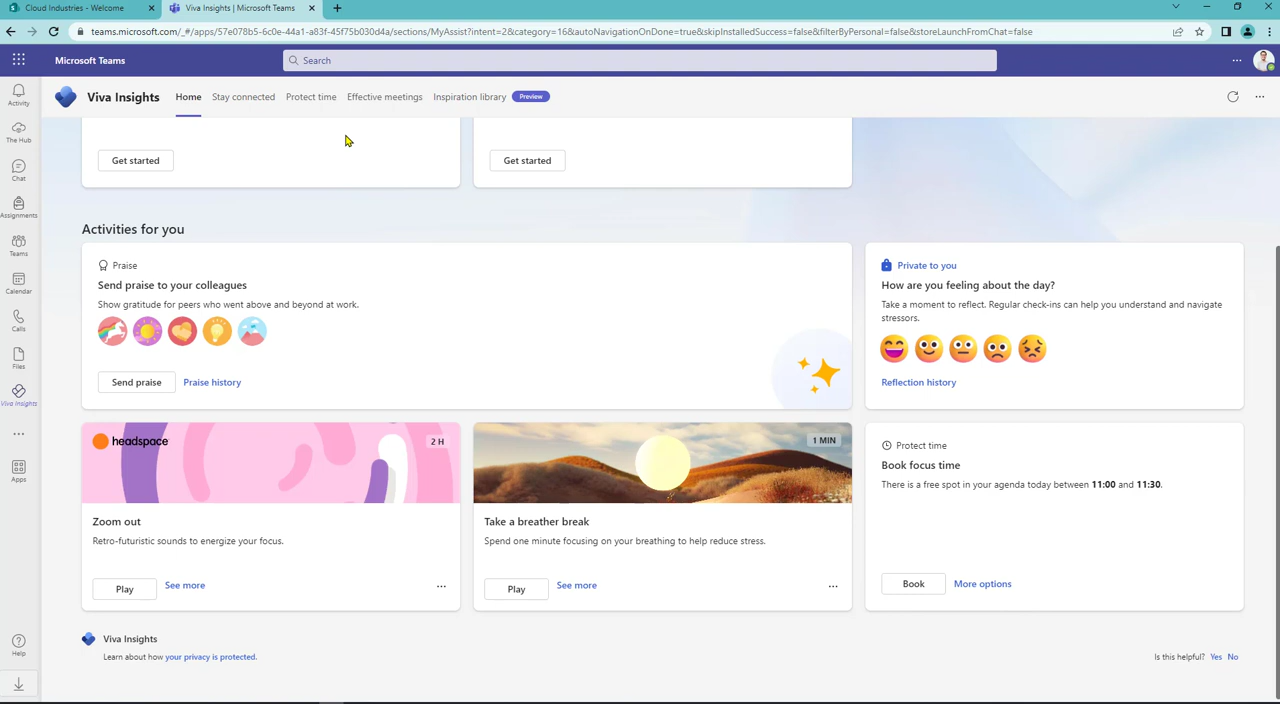 Cloud Industries - Welcome
Viva Insights | Microsoft Teams
teams.microsoft.com/_#/apps/57e078b5-6c0e-44a1-a83f-45f75b030d4a/sections/MyAssist?intent=2&category=16&autoNavigationOnDone=true&skipInstalledSuccess=false&filterByPersonal=false&storeLaunchFromChat=false
Microsoft Teams
Search
Activity
The Hub
Chat
Assignments
Teams
Calendar
Calls
Files
Viva Insights
Apps
Help
Viva Insights
Home
Stay connected
Protect time
Effective meetings
Inspiration library
Preview
Get started
Get started
Activities for you
Praise
Send praise to your colleagues
Show gratitude for peers who went above and beyond at work.
Send praise
Praise history
Private to you
How are you feeling about the day?
Take a moment to reflect. Regular check-ins can help you understand and navigate
stressors.
Reflection history
headspace
2 H
Zoom out
Retro-futuristic sounds to energize your focus.
Play
See more
1 MIN
Take a breather break
Spend one minute focusing on your breathing to help reduce stress.
Play
See more
Protect time
Book focus time
There is a free spot in your agenda today between 11:00 and 11:30.
Book
More options
Viva Insights
Learn about how your privacy is protected.
Is this helpful? Yes No